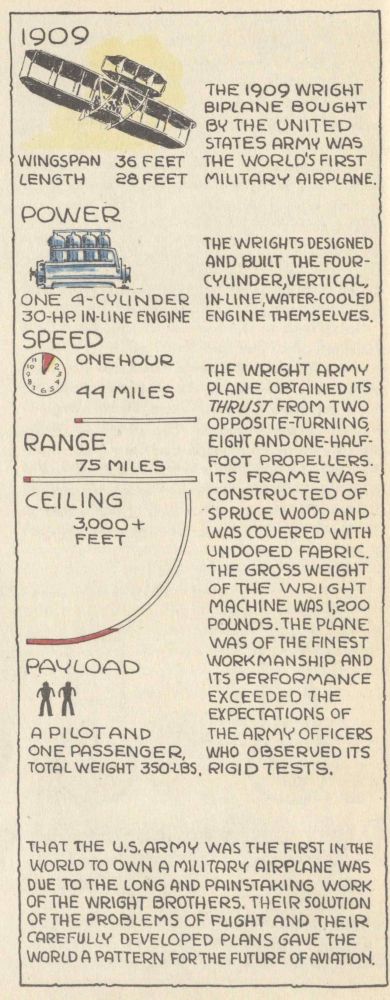 1909
WINGSPAN 36 FEET
LENGTH 28 FEET
THE 1909 WRIGHT
BIPLANE BOUGHT
BY THE UNITED
STATES ARMY WAS
THE WORLD'S FIRST
MILITARY AIRPLANE.
POWER
ONE 4-CYLINDER
30-HP. IN-LINE ENGINE
THE WRIGHTS DESIGNED
AND BUILT THE FOUR-
CYLINDER, VERTICAL,
IN-LINE, WATER-COOLED
ENGINE THEMSELVES.
SPEED
ONE HOUR
44 MILES
RANGE
75 MILES
CEILING
3,000+
FEET
PAYLOAD
A PILOT AND
ONE PASSENGER,
TOTAL WEIGHT 350-LBS.
THE WRIGHT ARMY
PLANE OBTAINED ITS
THRUST FROM TWO
OPPOSITE-TURNING,
EIGHT AND ONE-HALF-
FOOT PROPELLERS.
ITS FRAME WAS
CONSTRUCTED OF
SPRUCE WOOD AND
WAS COVERED WITH
UNDOPED FABRIC.
THE GROSS WEIGHT
OF THE WRIGHT
MACHINE WAS 1,200
POUNDS. THE PLANE
WAS OF THE FINEST
WORKMANSHIP AND
ITS PERFORMANCE
EXCEEDED THE
EXPECTATIONS OF
THE ARMY OFFICERS
WHO OBSERVED ITS
RIGID TESTS.
THAT THE U.S. ARMY WAS THE FIRST IN THE
WORLD TO OWN A MILITARY AIRPLANE WAS
DUE TO THE LONG AND PAINSTAKING WORK
OF THE WRIGHT BROTHERS. THEIR SOLUTION
OF THE PROBLEMS OF FLIGHT AND THEIR
CAREFULLY DEVELOPED PLANS GAVE THE
WORLD A PATTERN FOR THE FUTURE OF AVIATION.